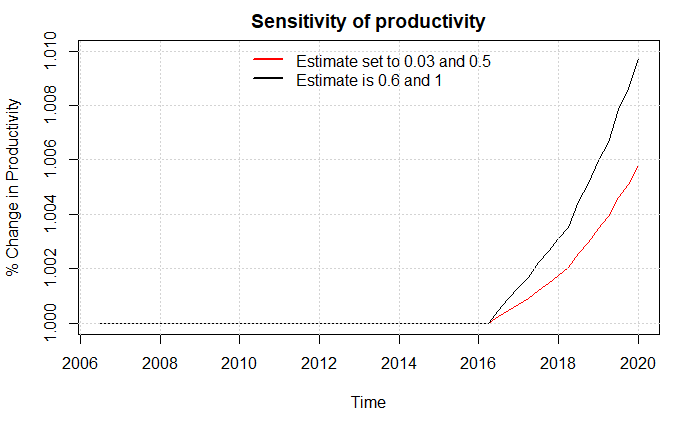 Sensitivity of productivity
Estimate set to 0.03 and 0.5
Estimate is 0.6 and 1
% Change in Productivity
1.010
1.008
1.006
1.004
1.002
1.000
2006 2008 2010 2012 2014 2016 2018 2020
Time